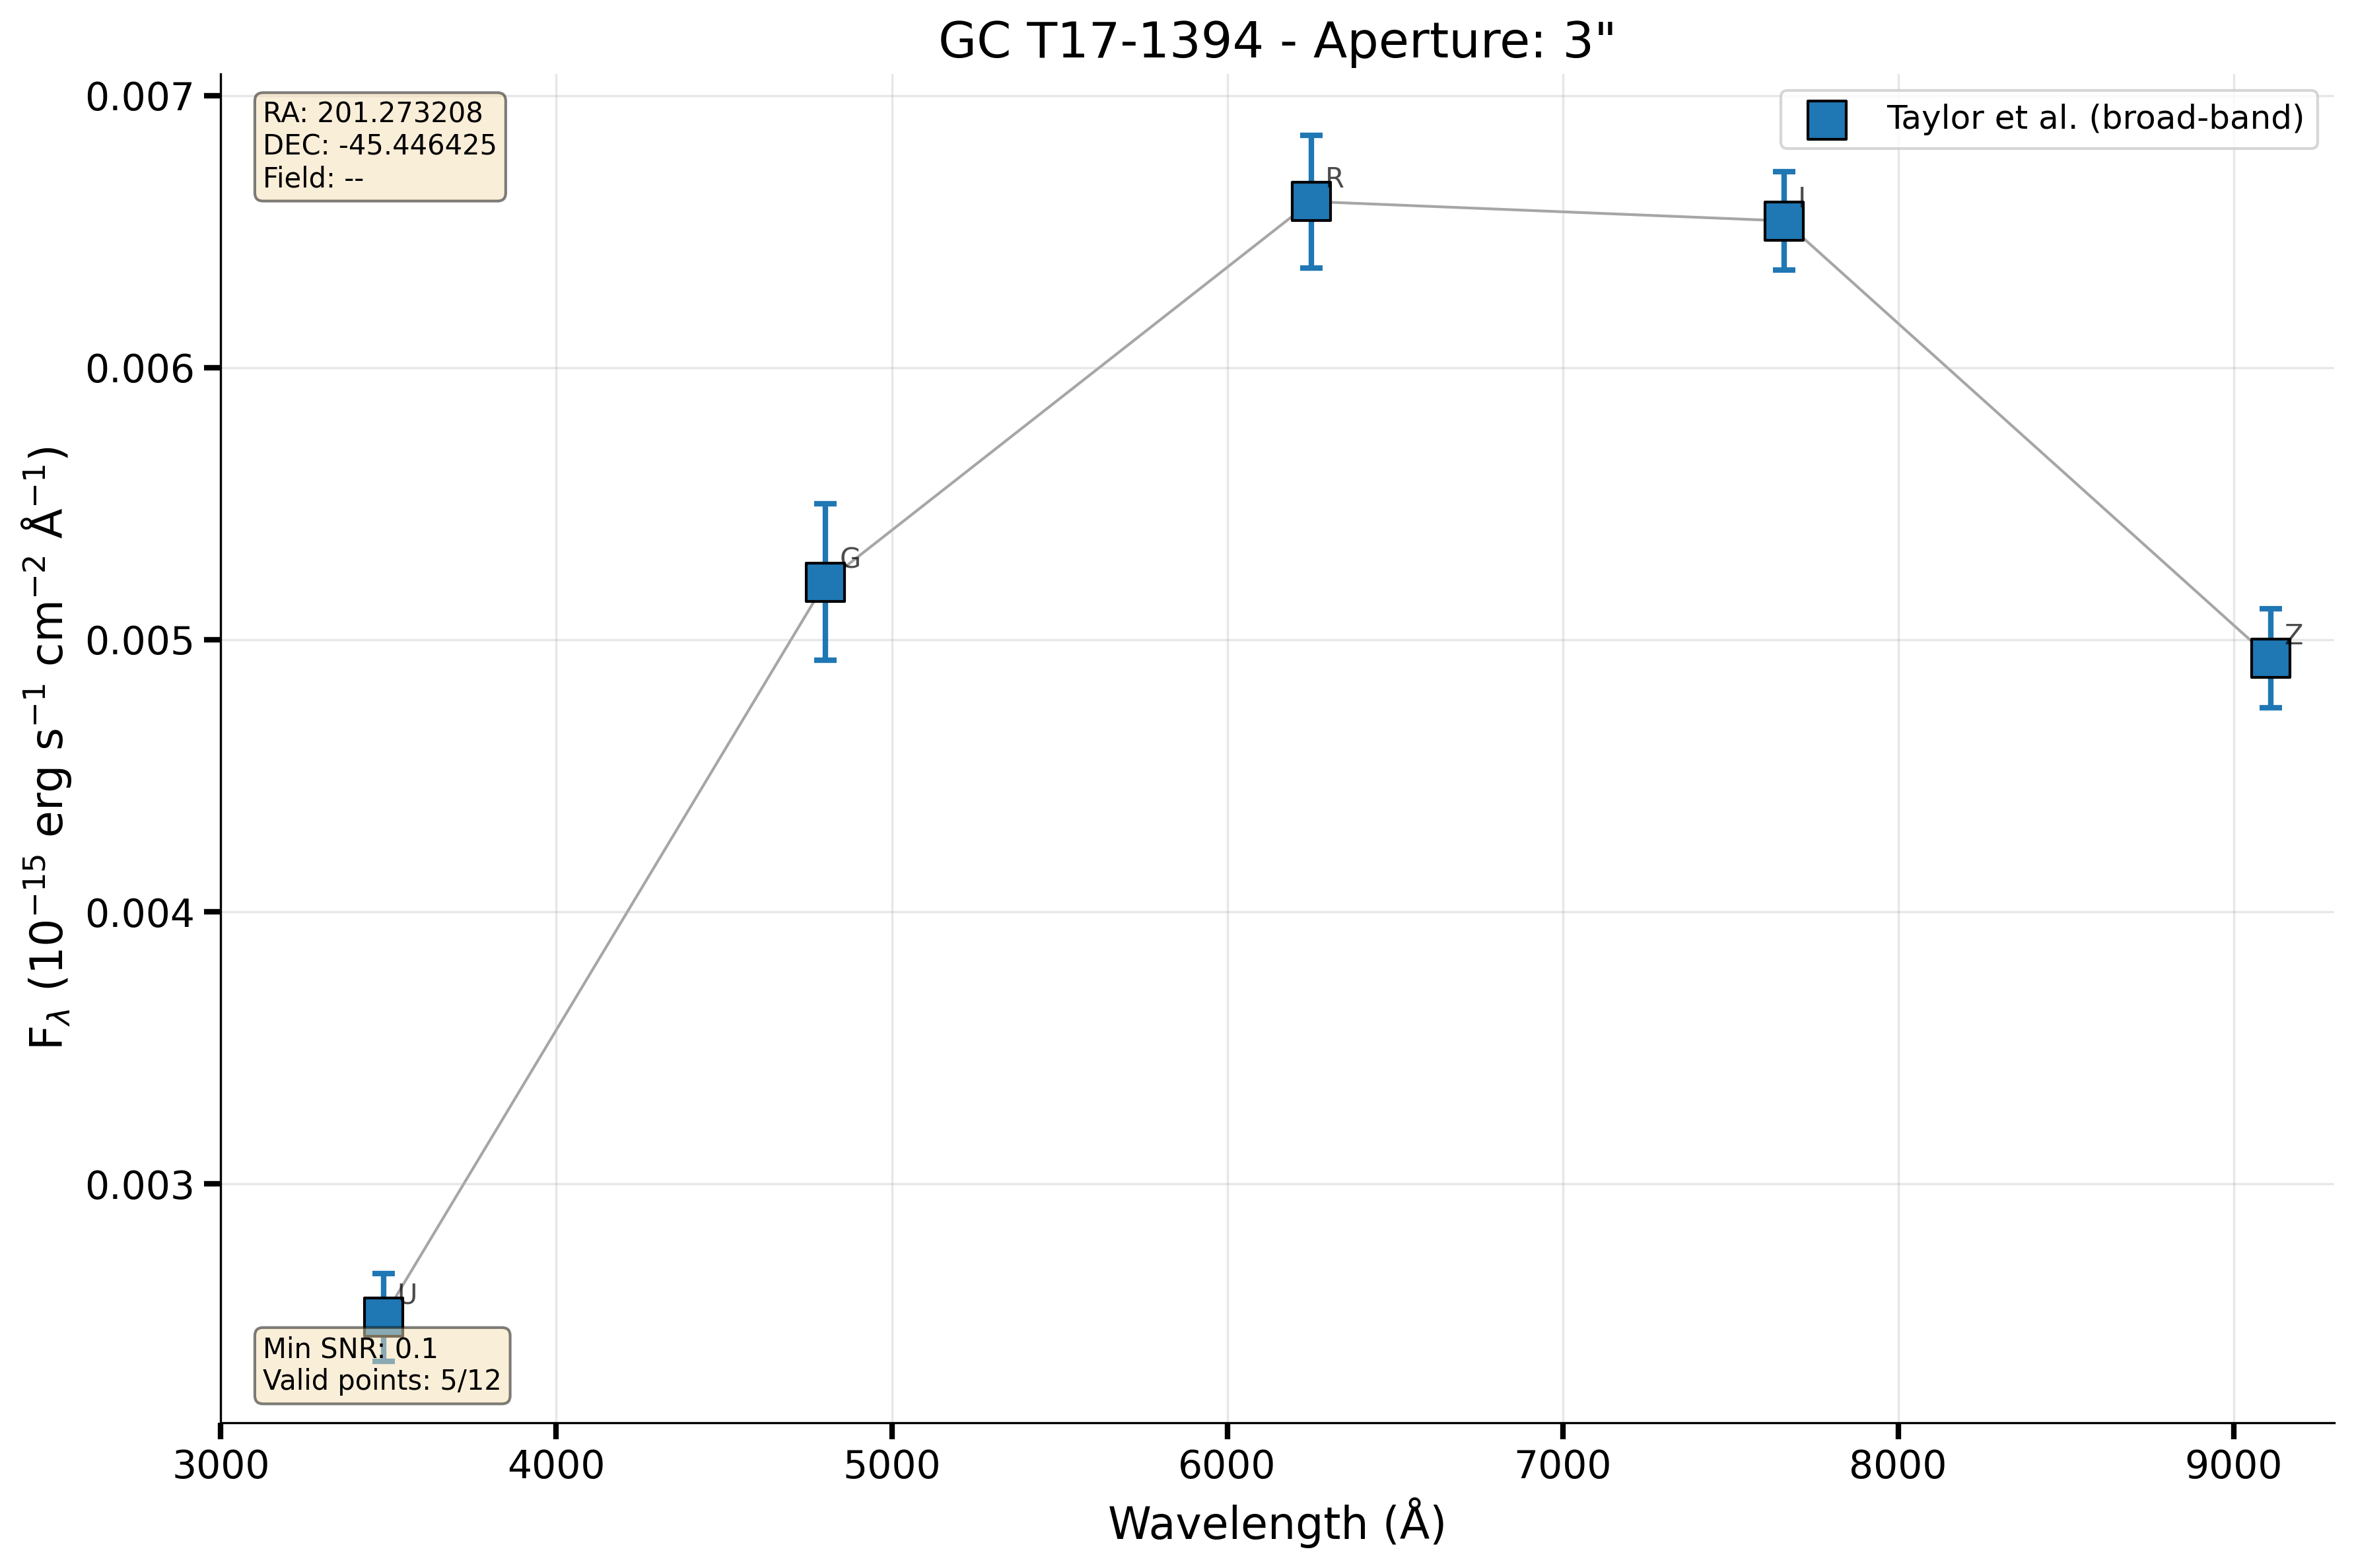 GC T17-1394 - Aperture: 3"
RA: 201.273208
DEC: -45.446425
Field: --
Taylor et al. (broad-band)
0.007
0.006
0.005
0.004
0.003
F_λ (10⁻¹⁵ erg s⁻¹ cm⁻² Å⁻¹)
R
I
G
Z
U
Min SNR: 0.1
Valid points: 5/12
3000 4000 5000 6000 7000 8000 9000
Wavelength (Å)